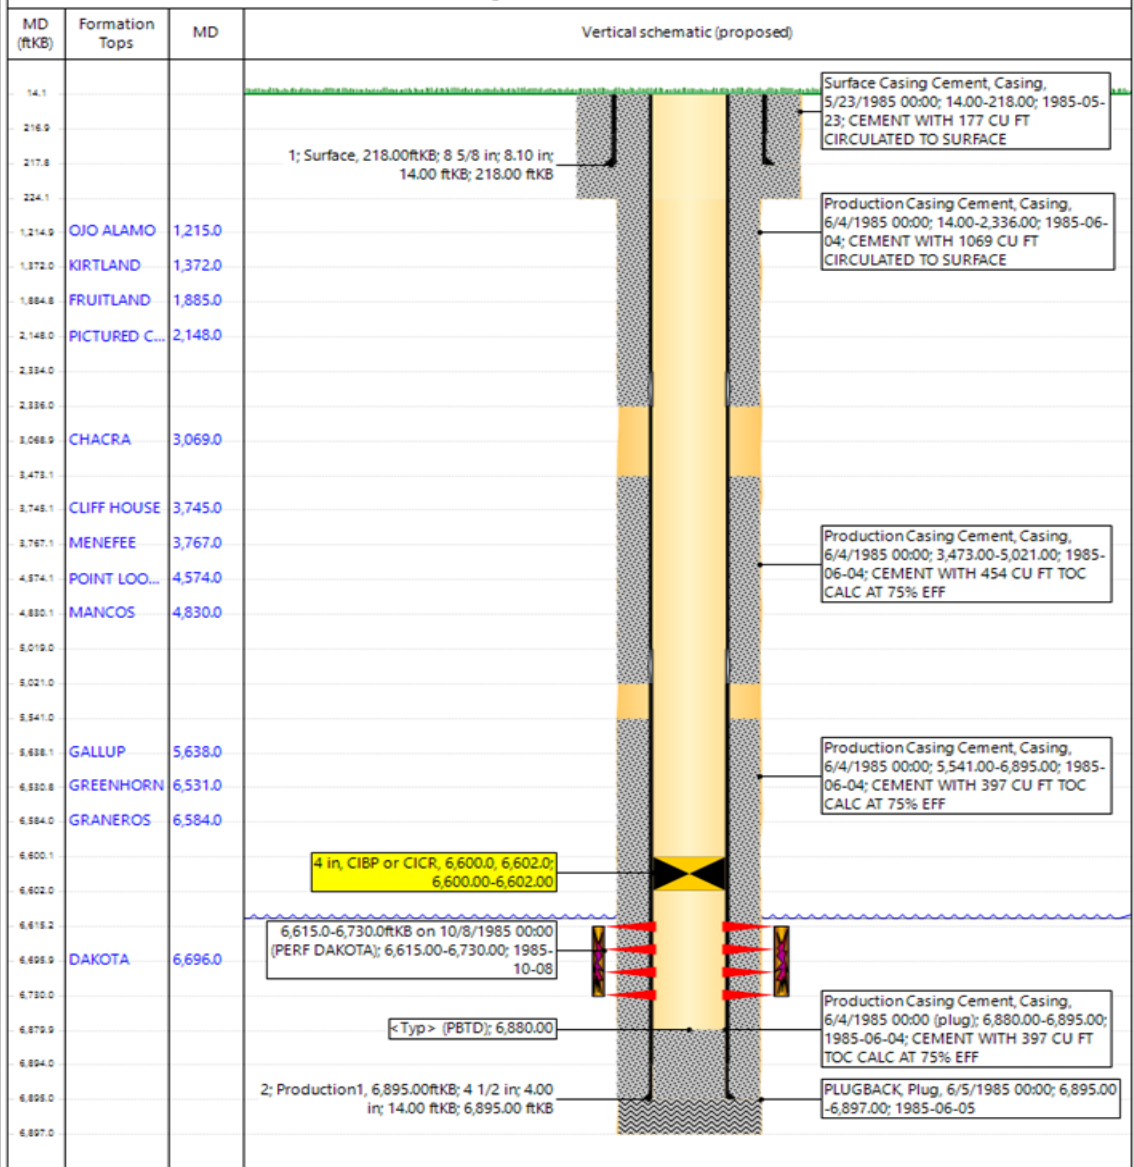 MD
(ftKB)
Formation
Tops
MD
Vertical schematic (proposed)
14.1
216.9
217.8
224.1
1,214.9
OJO ALAMO
1,215.0
1,372.0
KIRTLAND
1,372.0
1,884.8
FRUITLAND
1,885.0
2,148.0
PICTURED C...
2,148.0
2,334.0
2,336.0
3,068.9
CHACRA
3,069.0
3,473.1
3,745.1
CLIFF HOUSE
3,745.0
3,767.1
MENEFEE
3,767.0
4,574.1
POINT LOO...
4,574.0
4,830.1
MANCOS
4,830.0
5,019.0
5,021.0
5,541.0
5,638.1
GALLUP
5,638.0
6,530.8
GREENHORN
6,531.0
6,584.0
GRANEROS
6,584.0
6,600.1
6,602.0
6,615.2
6,695.9
DAKOTA
6,696.0
6,730.0
6,879.9
6,894.0
6,895.0
6,897.0
Surface Casing Cement, Casing,
5/23/1985 00:00; 14.00-218.00; 1985-05-
23; CEMENT WITH 177 CU FT
CIRCULATED TO SURFACE
1; Surface, 218.00ftKB; 8 5/8 in; 8.10 in;
14.00 ftKB; 218.00 ftKB
Production Casing Cement, Casing,
6/4/1985 00:00; 14.00-2,336.00; 1985-06-
04; CEMENT WITH 1069 CU FT
CIRCULATED TO SURFACE
Production Casing Cement, Casing,
6/4/1985 00:00; 3,473.00-5,021.00; 1985-
06-04; CEMENT WITH 454 CU FT TOC
CALC AT 75% EFF
Production Casing Cement, Casing,
6/4/1985 00:00; 5,541.00-6,895.00; 1985-
06-04; CEMENT WITH 397 CU FT TOC
CALC AT 75% EFF
4 in, CIBP or CICR, 6,600.0, 6,602.0;
6,600.00-6,602.00
6,615.0-6,730.0ftKB on 10/8/1985 00:00
(PERF DAKOTA); 6,615.00-6,730.00; 1985-
10-08
<Typ> (PBTD); 6,880.00
Production Casing Cement, Casing,
6/4/1985 00:00 (plug); 6,880.00-6,895.00;
1985-06-04; CEMENT WITH 397 CU FT
TOC CALC AT 75% EFF
2; Production1, 6,895.00ftKB; 4 1/2 in; 4.00
in; 14.00 ftKB; 6,895.00 ftKB
PLUGBACK, Plug, 6/5/1985 00:00; 6,895.00
-6,897.00; 1985-06-05